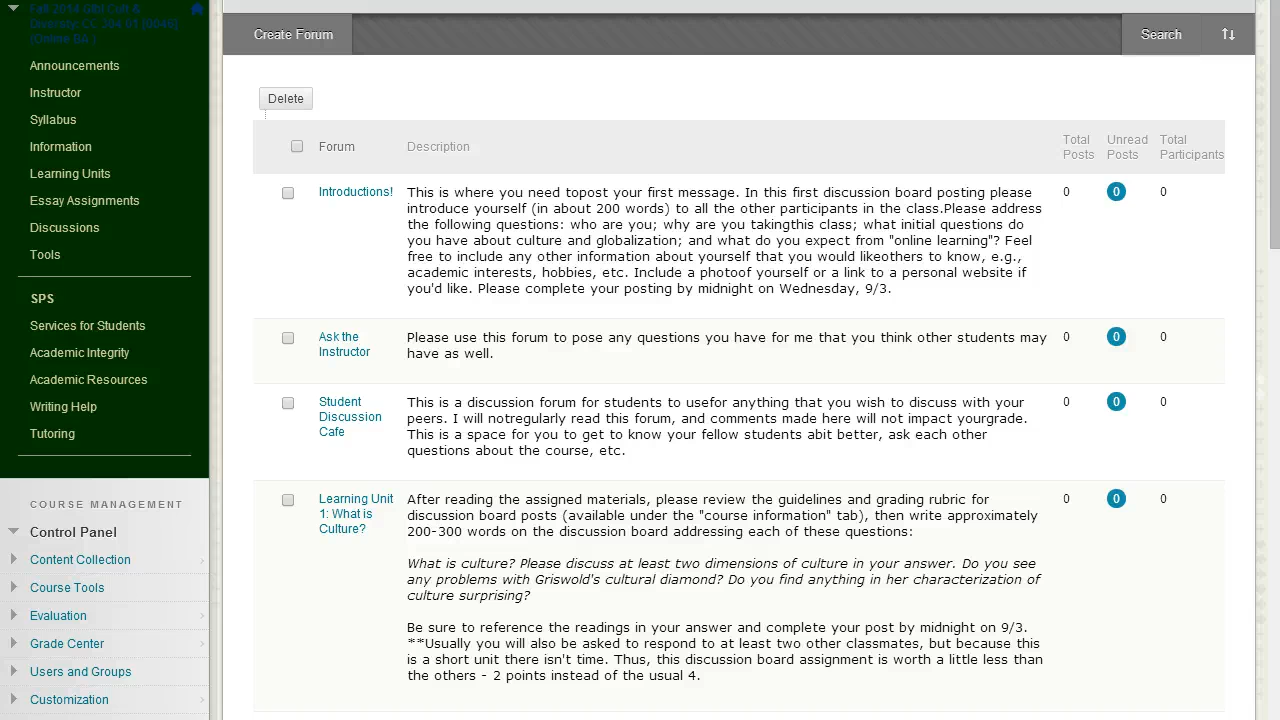 Fall 2014 Glbl Cult &
Diversity: CC 304 01 [0046]
(Online BA )
Announcements
Instructor
Syllabus
Information
Learning Units
Essay Assignments
Discussions
Tools
SPS
Services for Students
Academic Integrity
Academic Resources
Writing Help
Tutoring
COURSE MANAGEMENT
Control Panel
Content Collection
Course Tools
Evaluation
Grade Center
Users and Groups
Customization
Create Forum
Search
Delete
Forum
Description
Total
Posts
Unread
Posts
Total
Participants
Introductions!
This is where you need topost your first message. In this first discussion board posting please
introduce yourself (in about 200 words) to all the other participants in the class.Please address
the following questions: who are you; why are you takingthis class; what initial questions do
you have about culture and globalization; and what do you expect from "online learning"? Feel
free to include any other information about yourself that you would likeothers to know, e.g.,
academic interests, hobbies, etc. Include a photoof yourself or a link to a personal website if
you'd like. Please complete your posting by midnight on Wednesday, 9/3.
0
0
0
Ask the
Instructor
Please use this forum to pose any questions you have for me that you think other students may
have as well.
0
0
0
Student
Discussion
Cafe
This is a discussion forum for students to usefor anything that you wish to discuss with your
peers. I will notregularly read this forum, and comments made here will not impact yourgrade.
This is a space for you to get to know your fellow students abit better, ask each other
questions about the course, etc.
0
0
0
Learning Unit
1: What is
Culture?
After reading the assigned materials, please review the guidelines and grading rubric for
discussion board posts (available under the "course information" tab), then write approximately
200-300 words on the discussion board addressing each of these questions:
What is culture? Please discuss at least two dimensions of culture in your answer. Do you see
any problems with Griswold's cultural diamond? Do you find anything in her characterization of
culture surprising?
Be sure to reference the readings in your answer and complete your post by midnight on 9/3.
**Usually you will also be asked to respond to at least two other classmates, but because this
is a short unit there isn't time. Thus, this discussion board assignment is worth a little less than
the others - 2 points instead of the usual 4.
0
0
0